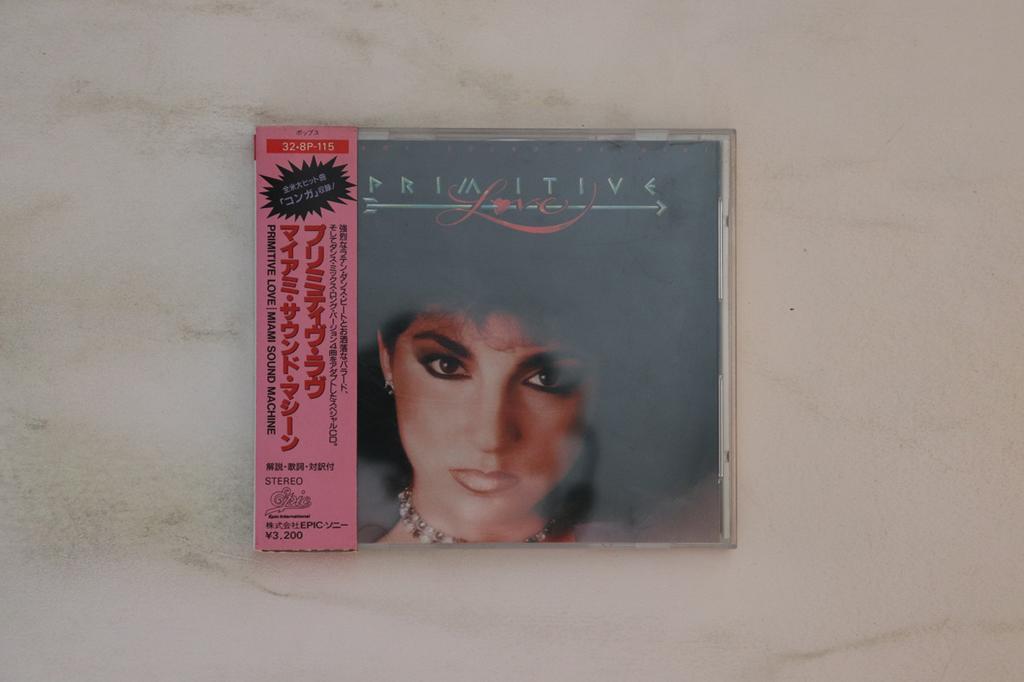 ポップス
32・8P-115
全米大ヒット曲
「コンガ」収録!
強烈なラテン・ダンス・ビートとお洒落なバラード、
そしてダンス・ミックス・ロング・バージョン4曲をアダプトしたスペシャルCD。
プリミティヴ・ラヴ
マイアミ・サウンド・マシーン
PRIMITIVE LOVE | MIAMI SOUND MACHINE
解説・歌詞・対訳付
STEREO
Epic
Epic International
株式会社EPIC・ソニー
¥3,200
PRIMITIVE
Love